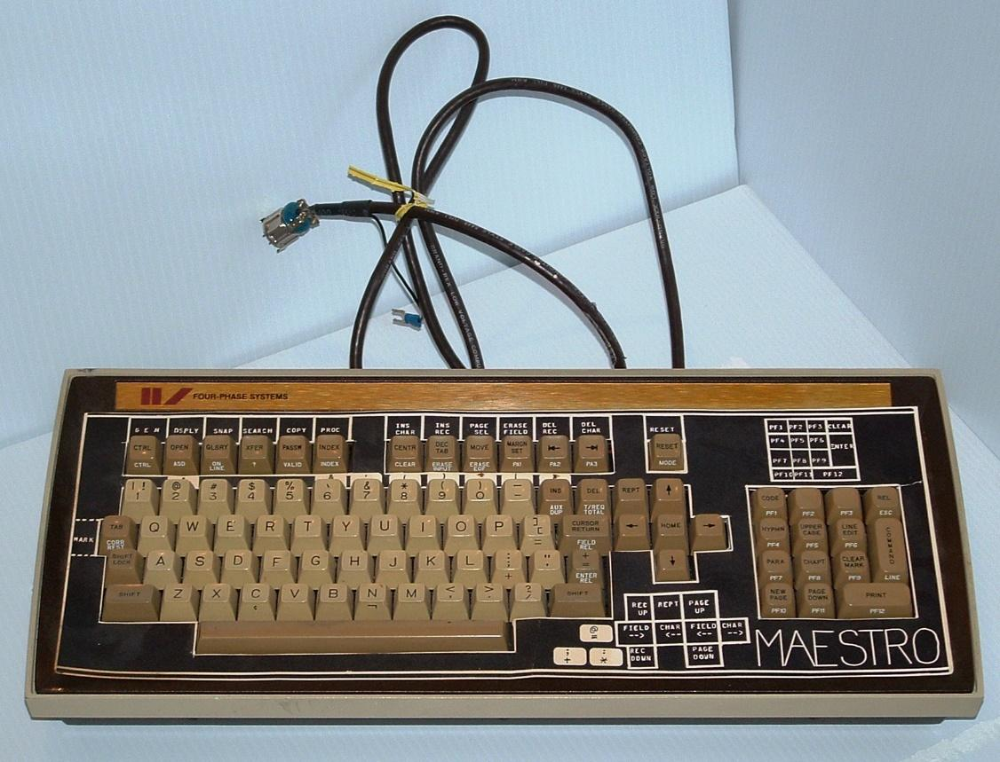 FOUR-PHASE SYSTEMS
GEN DSPLY SNAP SEARCH COPY PROC INS CHAR INS REC PAGE SEL ERASE FIELD DEL REC DEL CHAR RESET
CTRL OPEN GLSRY XFER PASSW INDEX CENTR DEC TAB MOVE MARGN SET RESET
CTRL ASD ON LINE ? VALID INDEX CLEAR ERASE INPUT ERASE EOF PA1 PA2 PA3 MODE
PF1 PF2 PF3 CLEAR
PF4 PF5 PF6 ENTER
PF7 PF8 PF9
PF10 PF11 PF12
! @ # $ % & * ( ) INS DEL REPT ↑
1 2 3 4 5 6 7 8 9 0 AUX DUP T/REQ TOTAL
CODE REL
PF1 PF2 PF3 ESC
MARK TAB Q W E R T Y U I O P CURSOR RETURN ← HOME →
CORR REST FIELD REL
HYPHN UPPER CASE LINE EDIT COMMAND
PF4 PF5 PF6
SHIFT LOCK A S D F G H J K L ENTER REL ↓
PARA CHAPT CLEAR MARK
PF7 PF8 PF9 LINE
SHIFT Z X C V B N M < > ? SHIFT
¢ ¬ /
NEW PAGE PAGE DOWN PRINT
PF10 PF11 PF12
REC UP REPT PAGE UP
FIELD --> CHAR <-- FIELD <-- CHAR -->
REC DOWN PAGE DOWN
MAESTRO
BRAND-REX LOW VOLTAGE